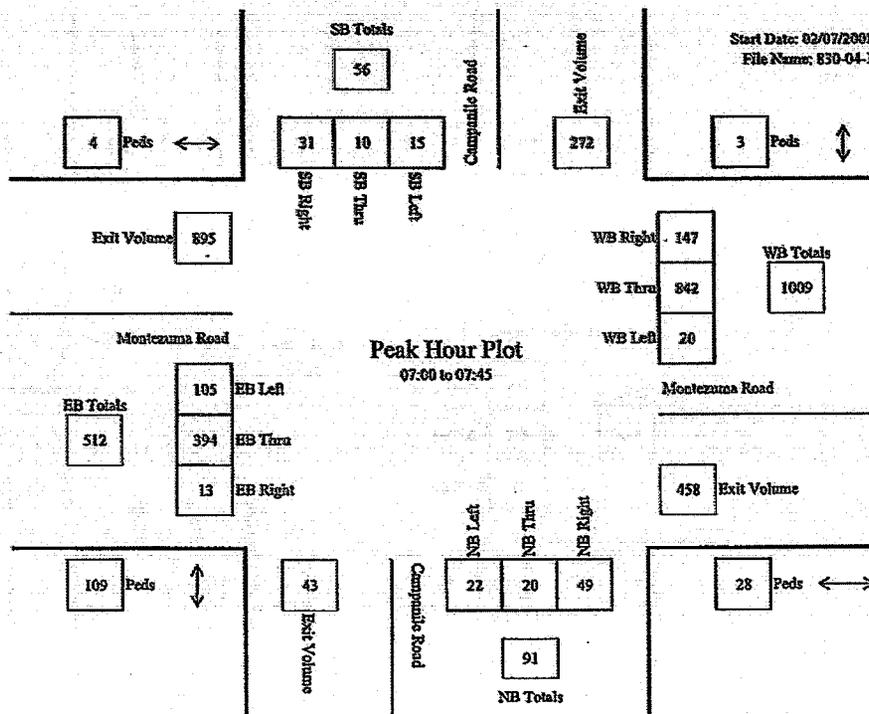 SB Totals
56
Campanile Road
Exit Volume
272
Start Date: 02/07/2001
File Name: 830-04-1
4 Peds
31 10 15
SB Right
SB Thru
SB Left
3 Peds
Exit Volume 895
WB Right 147
WB Thru 842
WB Left 20
WB Totals
1009
Montezuma Road
Peak Hour Plot
07:00 to 07:45
EB Totals
512
105 EB Left
394 EB Thru
13 EB Right
Montezuma Road
458 Exit Volume
NB Left
NB Thru
NB Right
109 Peds
43
Exit Volume
Campanile Road
22 20 49
91
NB Totals
28 Peds